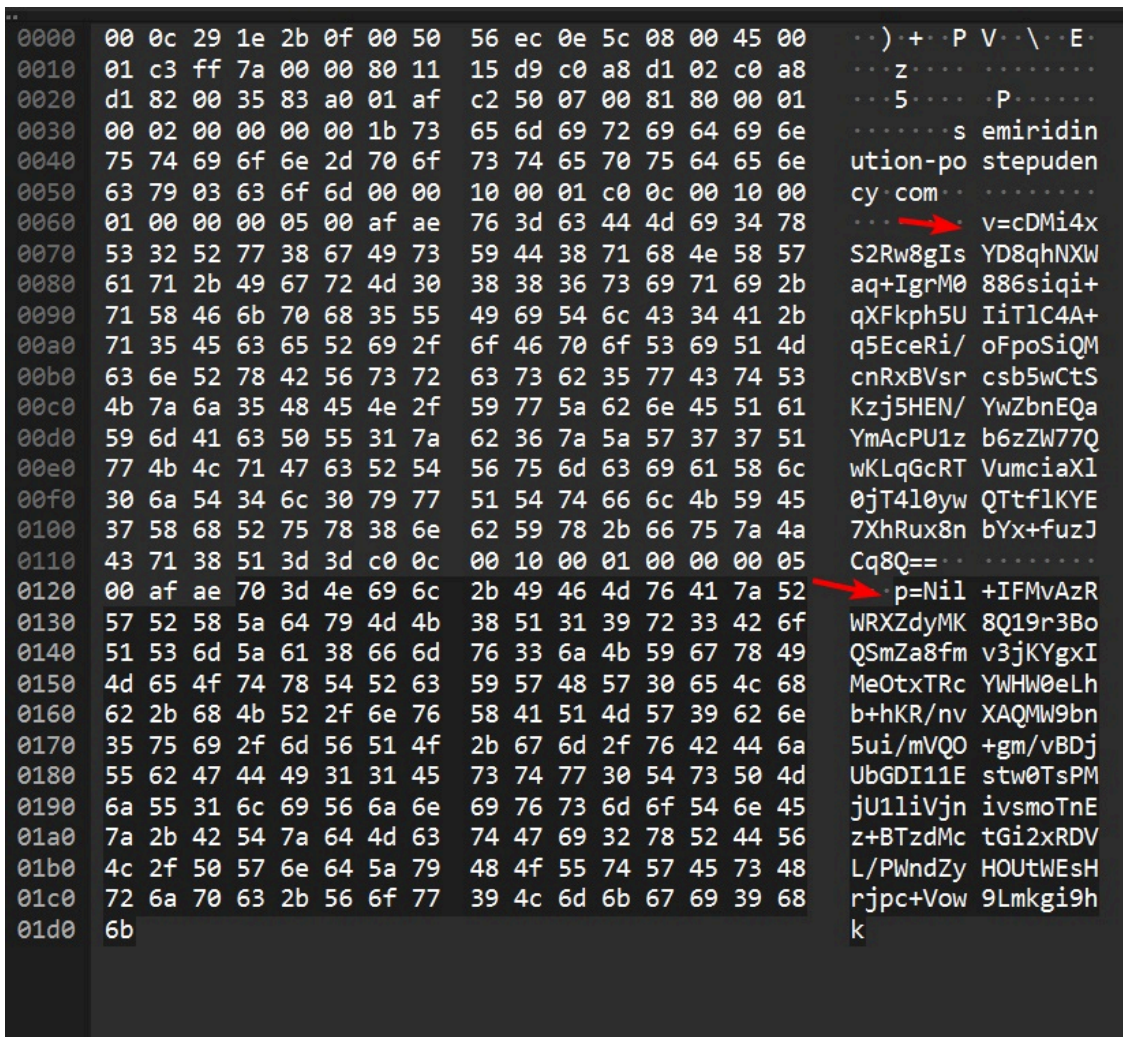 0000 00 0c 29 1e 2b 0f 00 50 56 ec 0e 5c 08 00 45 00 ··)·+··P V··\··E·
0010 01 c3 ff 7a 00 00 80 11 15 d9 c0 a8 d1 02 c0 a8 ···z···· ········
0020 d1 82 00 35 83 a0 01 af c2 50 07 00 81 80 00 01 ···5···· ·P······
0030 00 02 00 00 00 00 1b 73 65 6d 69 72 69 64 69 6e ·······s emiridin
0040 75 74 69 6f 6e 2d 70 6f 73 74 65 70 75 64 65 6e ution-po stepuden
0050 63 79 03 63 6f 6d 00 00 10 00 01 c0 0c 00 10 00 cy·com·· ········
0060 01 00 00 00 05 00 af ae 76 3d 63 44 4d 69 34 78 ········ v=cDMi4x
0070 53 32 52 77 38 67 49 73 59 44 38 71 68 4e 58 57 S2Rw8gIs YD8qhNXW
0080 61 71 2b 49 67 72 4d 30 38 38 36 73 69 71 69 2b aq+IgrM0 886siqi+
0090 71 58 46 6b 70 68 35 55 49 69 54 6c 43 34 41 2b qXFkph5U IiTlC4A+
00a0 71 35 45 63 65 52 69 2f 6f 46 70 6f 53 69 51 4d q5EceRi/ oFpoSiQM
00b0 63 6e 52 78 42 56 73 72 63 73 62 35 77 43 74 53 cnRxBVsr csb5wCtS
00c0 4b 7a 6a 35 48 45 4e 2f 59 77 5a 62 6e 45 51 61 Kzj5HEN/ YwZbnEQa
00d0 59 6d 41 63 50 55 31 7a 62 36 7a 5a 57 37 37 51 YmAcPU1z b6zZW77Q
00e0 77 4b 4c 71 47 63 52 54 56 75 6d 63 69 61 58 6c wKLqGcRT VumciaXl
00f0 30 6a 54 34 6c 30 79 77 51 54 74 66 6c 4b 59 45 0jT4l0yw QTtflKYE
0100 37 58 68 52 75 78 38 6e 62 59 78 2b 66 75 7a 4a 7XhRux8n bYx+fuzJ
0110 43 71 38 51 3d 3d c0 0c 00 10 00 01 00 00 00 05 Cq8Q==·· ········
0120 00 af ae 70 3d 4e 69 6c 2b 49 46 4d 76 41 7a 52 ···p=Nil +IFMvAzR
0130 57 52 58 5a 64 79 4d 4b 38 51 31 39 72 33 42 6f WRXZdyMK 8Q19r3Bo
0140 51 53 6d 5a 61 38 66 6d 76 33 6a 4b 59 67 78 49 QSmZa8fm v3jKYgxI
0150 4d 65 4f 74 78 54 52 63 59 57 48 57 30 65 4c 68 MeOtxTRc YWHW0eLh
0160 62 2b 68 4b 52 2f 6e 76 58 41 51 4d 57 39 62 6e b+hKR/nv XAQMW9bn
0170 35 75 69 2f 6d 56 51 4f 2b 67 6d 2f 76 42 44 6a 5ui/mVQO +gm/vBDj
0180 55 62 47 44 49 31 31 45 73 74 77 30 54 73 50 4d UbGDI11E stw0TsPM
0190 6a 55 31 6c 69 56 6a 6e 69 76 73 6d 6f 54 6e 45 jU1liVjn ivsmoTnE
01a0 7a 2b 42 54 7a 64 4d 63 74 47 69 32 78 52 44 56 z+BTzdMc tGi2xRDV
01b0 4c 2f 50 57 6e 64 5a 79 48 4f 55 74 57 45 73 48 L/PWndZy HOUtWEsH
01c0 72 6a 70 63 2b 56 6f 77 39 4c 6d 6b 67 69 39 68 rjpc+Vow 9Lmkgi9h
01d0 6b k